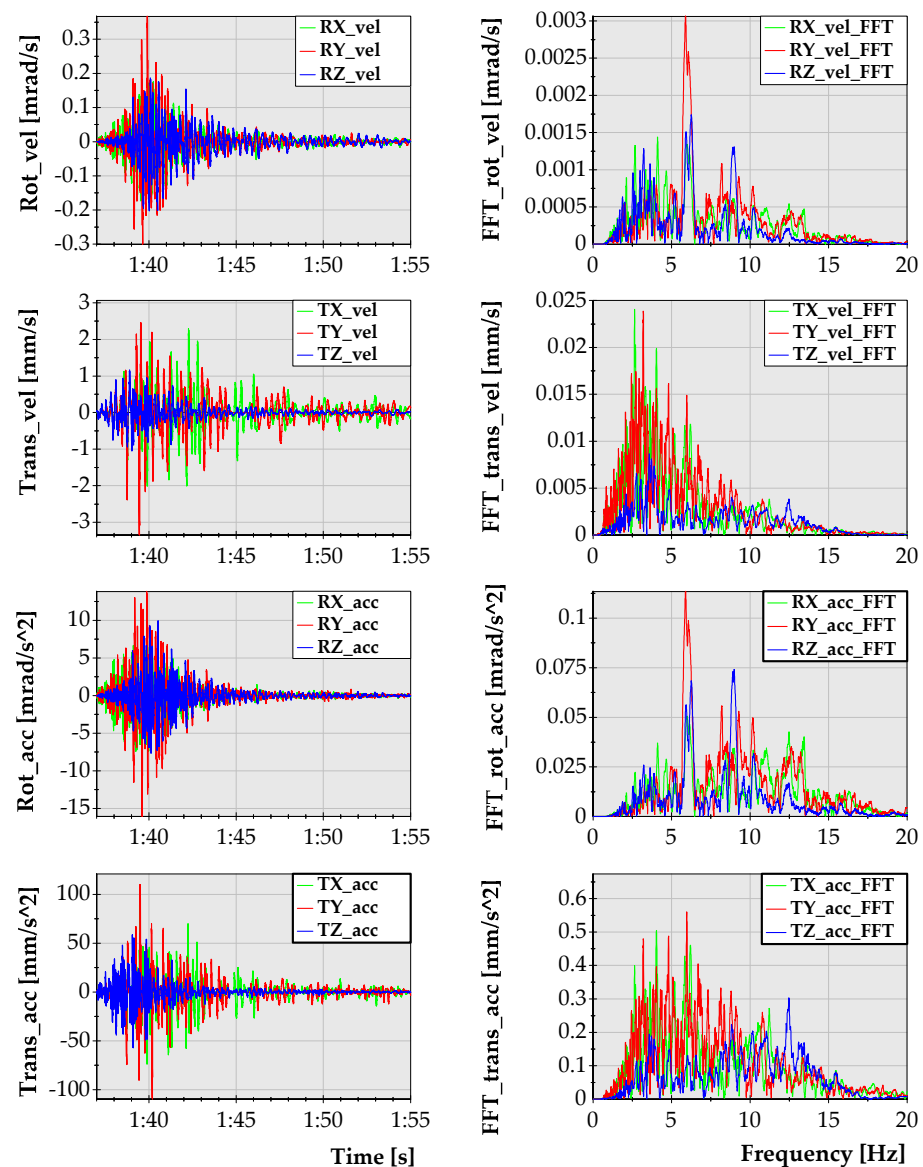 Rot_vel [mrad/s]
0.3
0.2
0.1
0
-0.1
-0.2
-0.3
RX_vel
RY_vel
RZ_vel
1:40 1:45 1:50 1:55
FFT_rot_vel [mrad/s]
0.003
0.0025
0.002
0.0015
0.001
0.0005
0
RX_vel_FFT
RY_vel_FFT
RZ_vel_FFT
0 5 10 15 20
Trans_vel [mm/s]
3
2
1
0
-1
-2
-3
TX_vel
TY_vel
TZ_vel
1:40 1:45 1:50 1:55
FFT_trans_vel [mm/s]
0.025
0.02
0.015
0.01
0.005
0
TX_vel_FFT
TY_vel_FFT
TZ_vel_FFT
0 5 10 15 20
Rot_acc [mrad/s^2]
10
5
0
-5
-10
-15
RX_acc
RY_acc
RZ_acc
1:40 1:45 1:50 1:55
FFT_rot_acc [mrad/s^2]
0.1
0.075
0.05
0.025
0
RX_acc_FFT
RY_acc_FFT
RZ_acc_FFT
0 5 10 15 20
Trans_acc [mm/s^2]
100
50
0
-50
-100
TX_acc
TY_acc
TZ_acc
1:40 1:45 1:50 1:55
Time [s]
FFT_trans_acc [mm/s^2]
0.6
0.5
0.4
0.3
0.2
0.1
0
TX_acc_FFT
TY_acc_FFT
TZ_acc_FFT
0 5 10 15 20
Frequency [Hz]